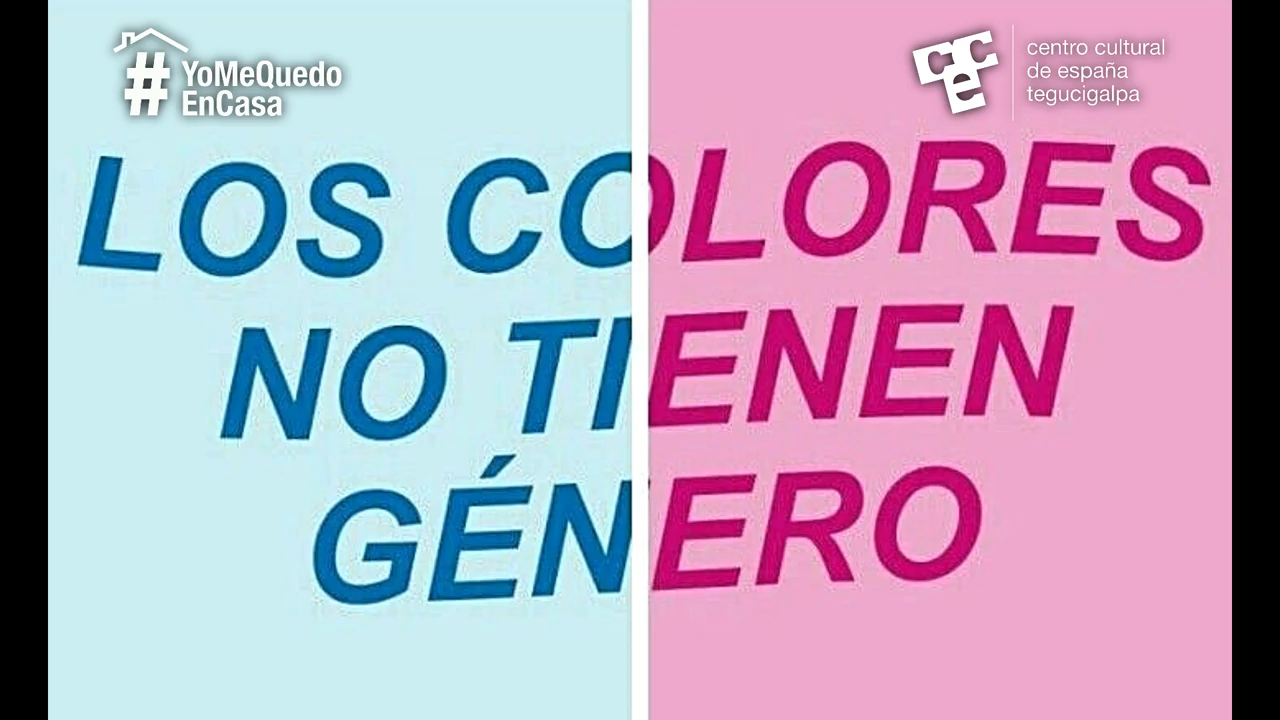 #YoMeQuedo
EnCasa
cce
centro cultural
de españa
tegucigalpa
LOS COLORES
NO TIENEN
GÉNERO